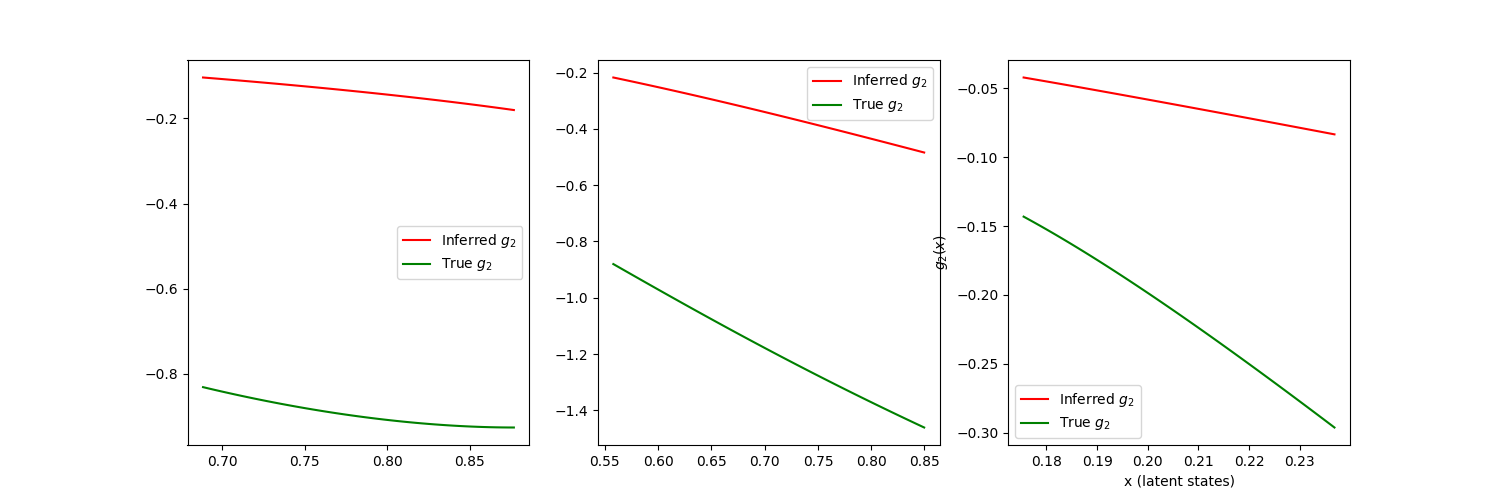 −0.2
−0.4
−0.6
−0.8
0.70 0.75 0.80 0.85
Inferred g₂
True g₂
−0.2
−0.4
−0.6
−0.8
−1.0
−1.2
−1.4
0.55 0.60 0.65 0.70 0.75 0.80 0.85
Inferred g₂
True g₂
g₂(x)
−0.05
−0.10
−0.15
−0.20
−0.25
−0.30
0.18 0.19 0.20 0.21 0.22 0.23
x (latent states)
Inferred g₂
True g₂